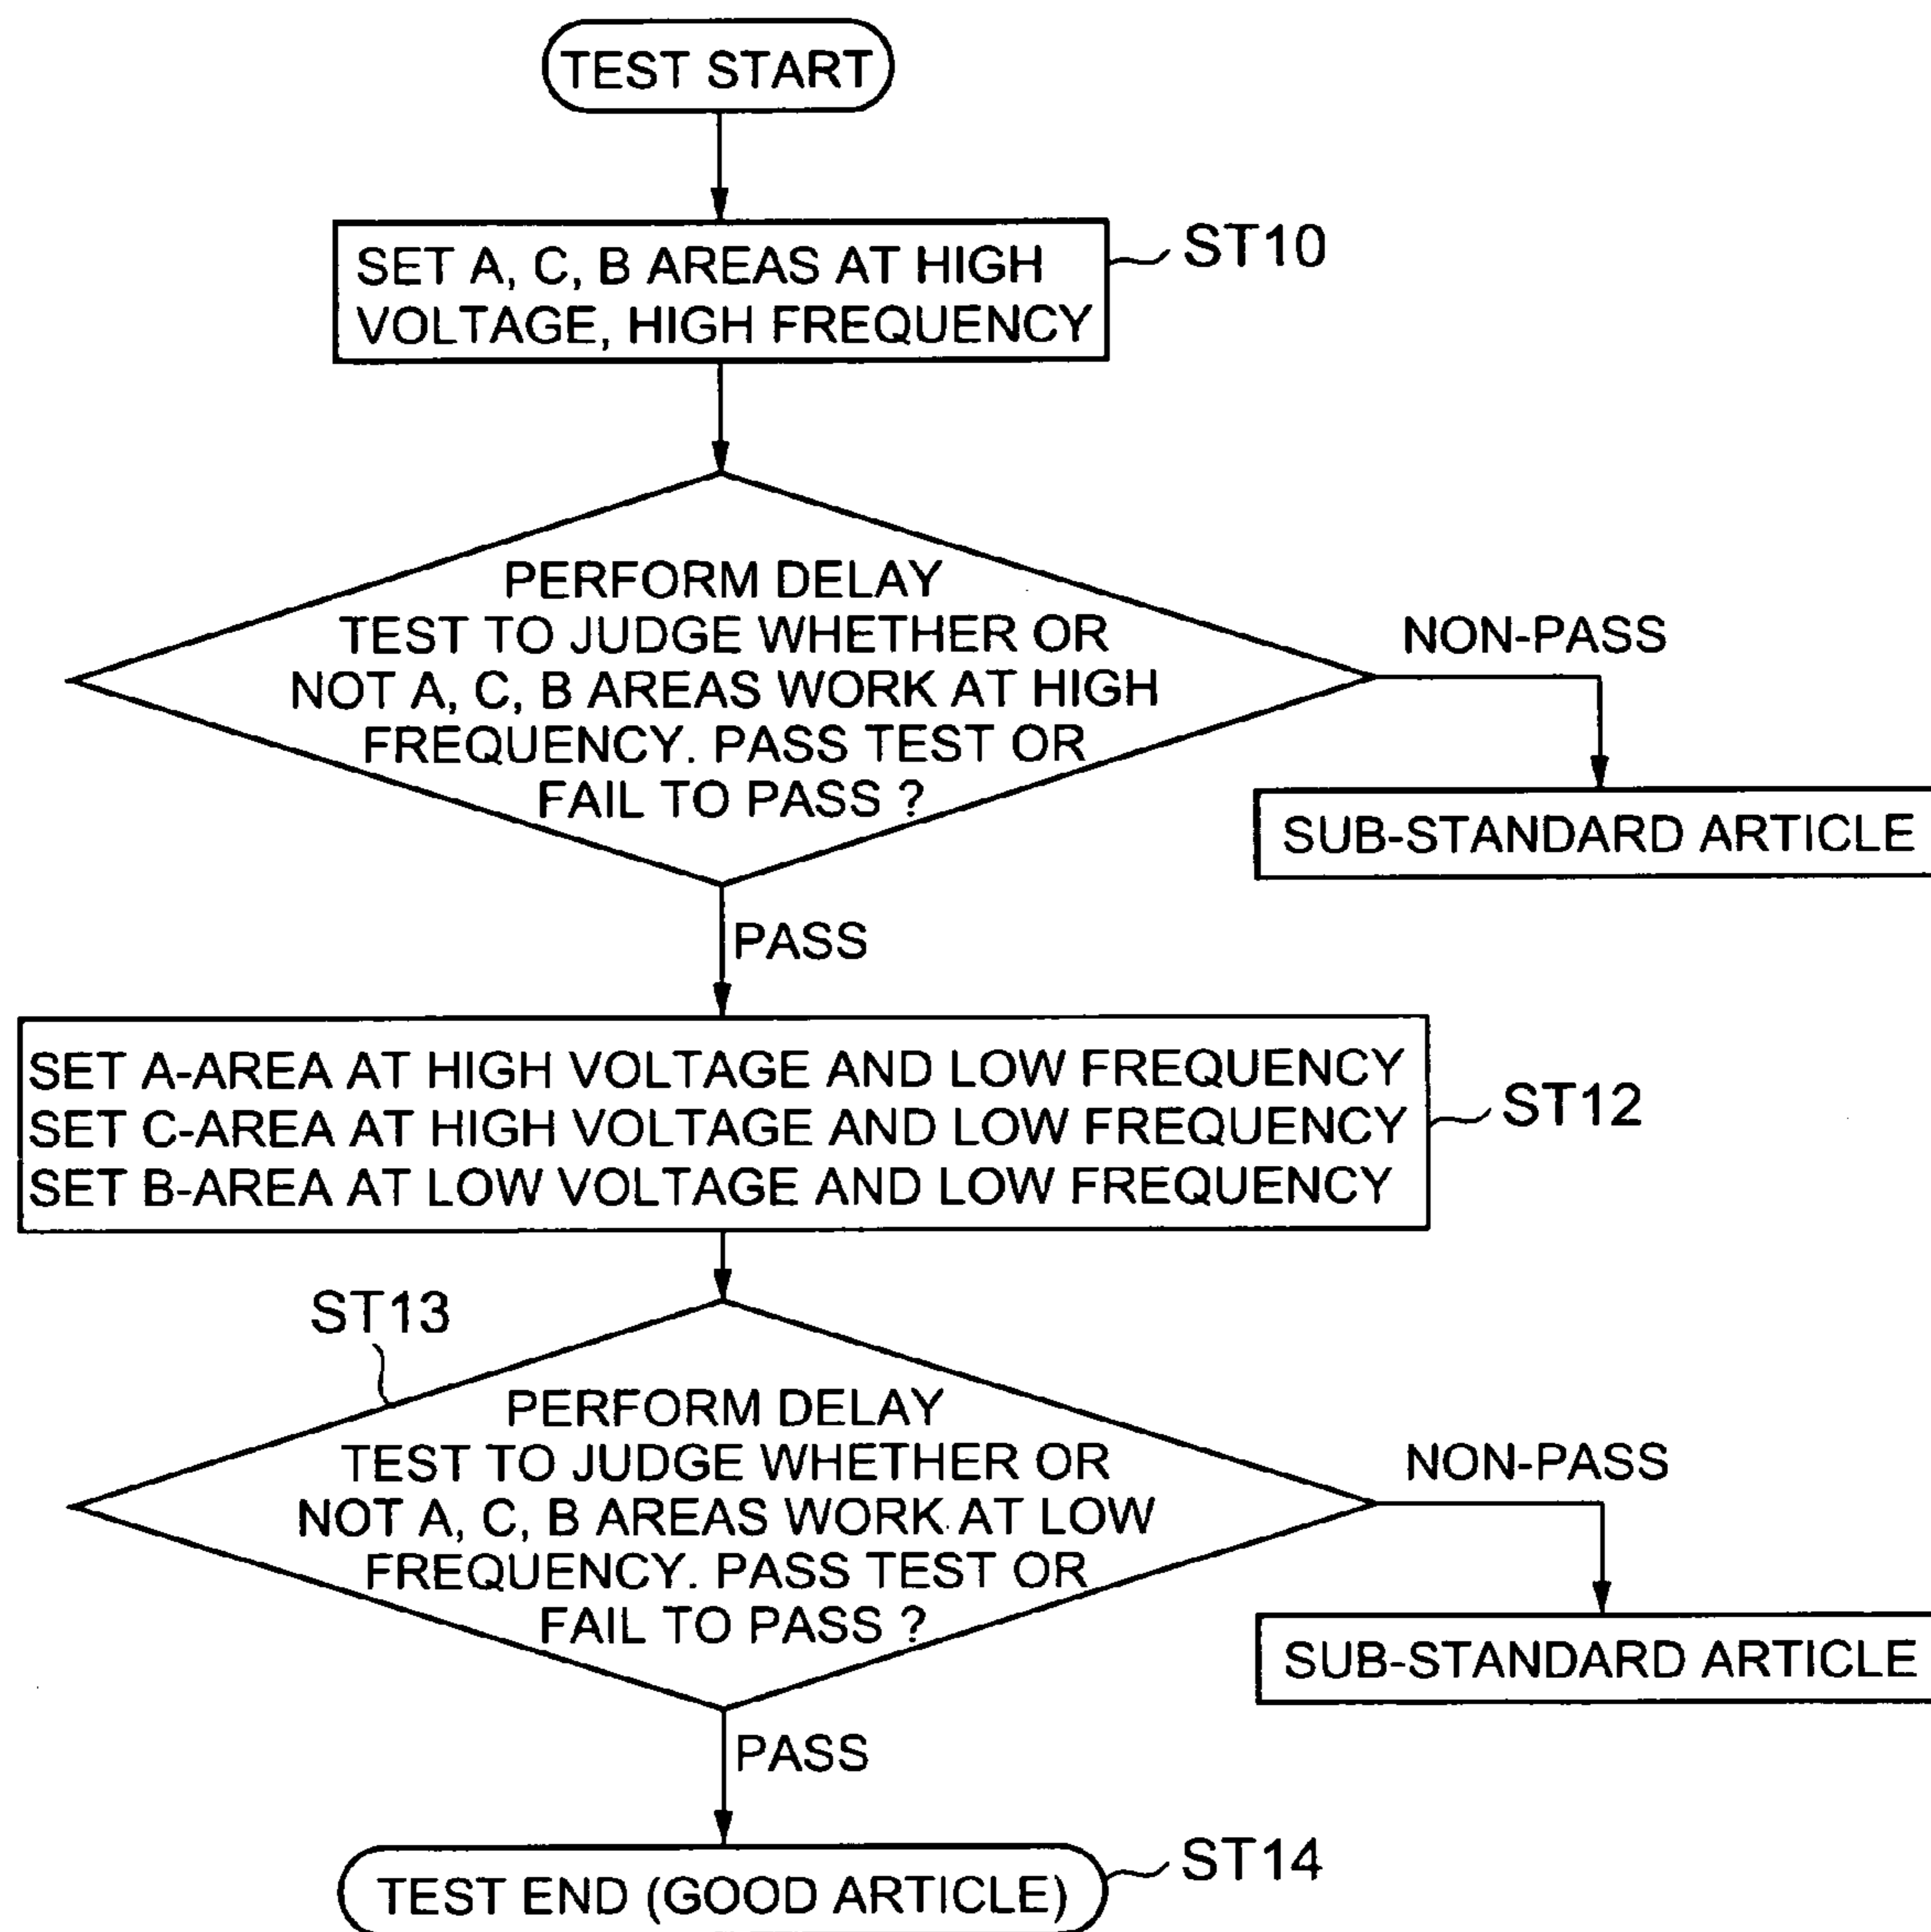 TEST START
SET A, C, B AREAS AT HIGH
VOLTAGE, HIGH FREQUENCY
ST10
PERFORM DELAY
TEST TO JUDGE WHETHER OR
NOT A, C, B AREAS WORK AT HIGH
FREQUENCY. PASS TEST OR
FAIL TO PASS ?
NON-PASS
SUB-STANDARD ARTICLE
PASS
SET A-AREA AT HIGH VOLTAGE AND LOW FREQUENCY
SET C-AREA AT HIGH VOLTAGE AND LOW FREQUENCY
SET B-AREA AT LOW VOLTAGE AND LOW FREQUENCY
ST12
ST13
PERFORM DELAY
TEST TO JUDGE WHETHER OR
NOT A, C, B AREAS WORK AT LOW
FREQUENCY. PASS TEST OR
FAIL TO PASS ?
NON-PASS
SUB-STANDARD ARTICLE
PASS
TEST END (GOOD ARTICLE)
ST14